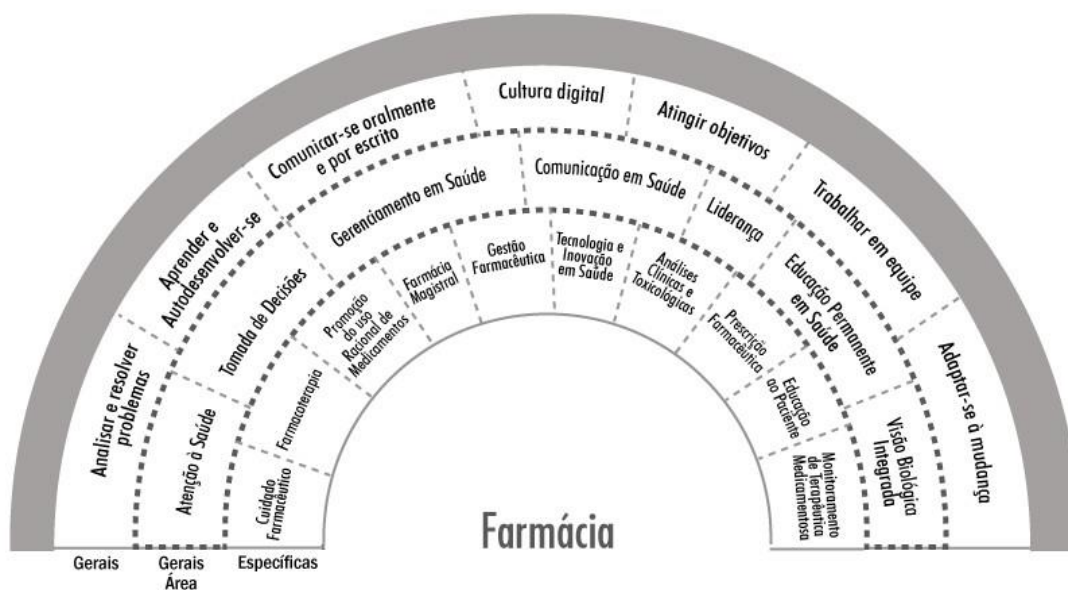 Analisar e resolver
problemas
Aprender e
Autodesenvolver-se
Comunicar-se oralmente
e por escrito
Cultura digital
Atingir objetivos
Trabalhar em equipe
Adaptar-se à mudança
Atenção à Saúde
Tomada de Decisões
Gerenciamento em Saúde
Comunicação em Saúde
Liderança
Educação Permanente
em Saúde
Visão Biológica
Integrada
Cuidado
Farmacêutico
Farmacoterapia
Promoção
do uso
Racional de
Medicamentos
Farmácia
Magistral
Gestão
Farmacêutica
Tecnologia e
Inovação
em Saúde
Análises
Clínicas e
Toxicológicas
Prescrição
Farmacêutica
Educação
ao Paciente
Monitoramento
de Terapêutica
Medicamentosa
Farmácia
Gerais
Gerais
Área
Específicas